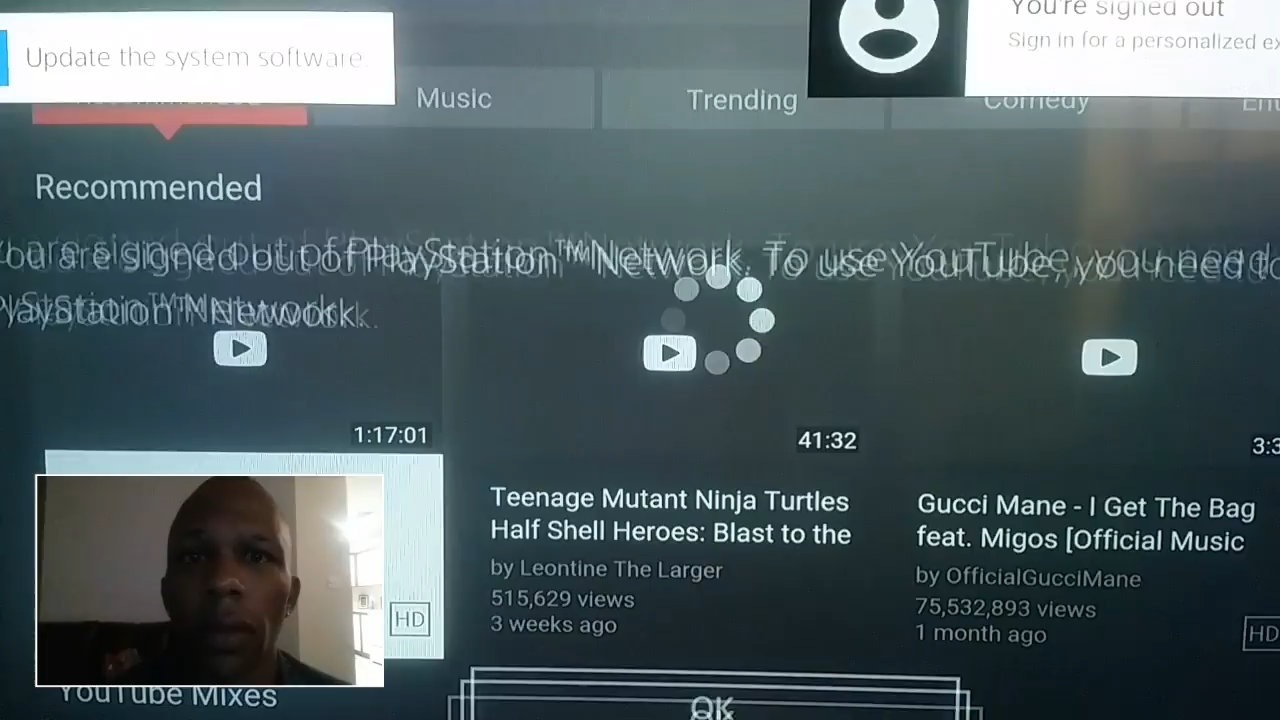 You're signed out
Update the system software
Sign in for a personalized
Music
Trending
Comedy
Recommended
ou are signed out of PlayStation™Network. To use YouTube, you need to
PlayStation™Network.
1:17:01
41:32
3:3
Teenage Mutant Ninja Turtles
Half Shell Heroes: Blast to the
by Leontine The Larger
515,629 views
3 weeks ago
Gucci Mane - I Get The Bag
feat. Migos [Official Music
by OfficialGucciMane
75,532,893 views
1 month ago
HD
HD
YouTube Mixes
OK